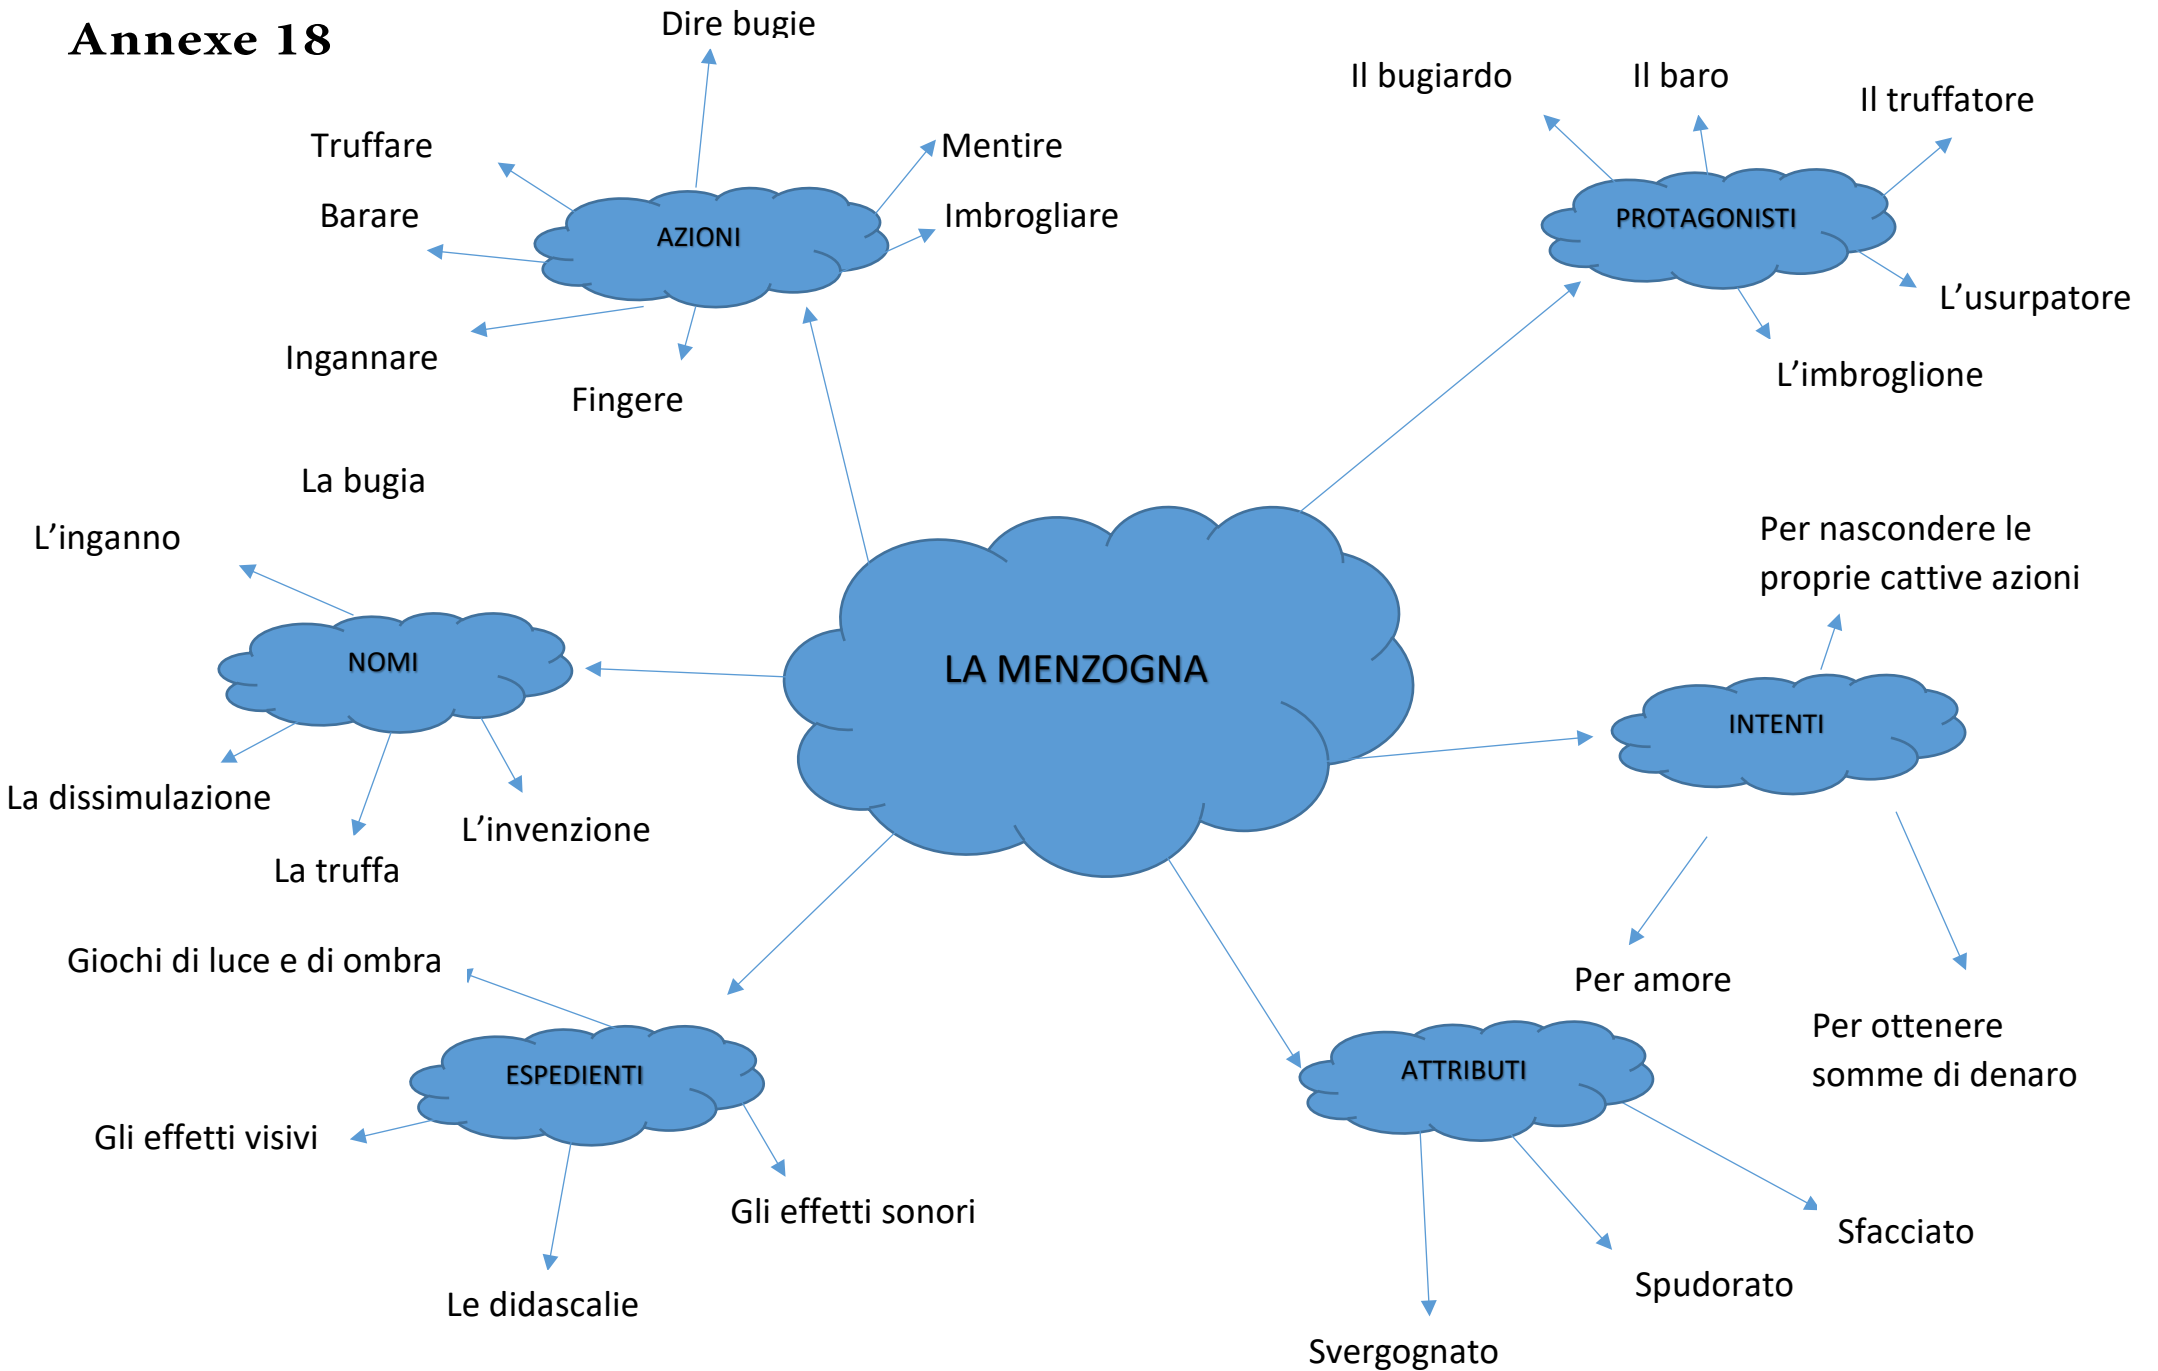 Annexe 18
Dire bugie
Truffare
Mentire
Barare
Imbrogliare
AZIONI
Ingannare
Fingere
Il bugiardo
Il baro
Il truffatore
PROTAGONISTI
L’usurpatore
L’imbroglione
La bugia
L’inganno
NOMI
La dissimulazione
L’invenzione
La truffa
LA MENZOGNA
Per nascondere le
proprie cattive azioni
INTENTI
Per amore
Per ottenere
somme di denaro
Giochi di luce e di ombra
ESPEDIENTI
Gli effetti visivi
Gli effetti sonori
Le didascalie
ATTRIBUTI
Sfacciato
Spudorato
Svergognato